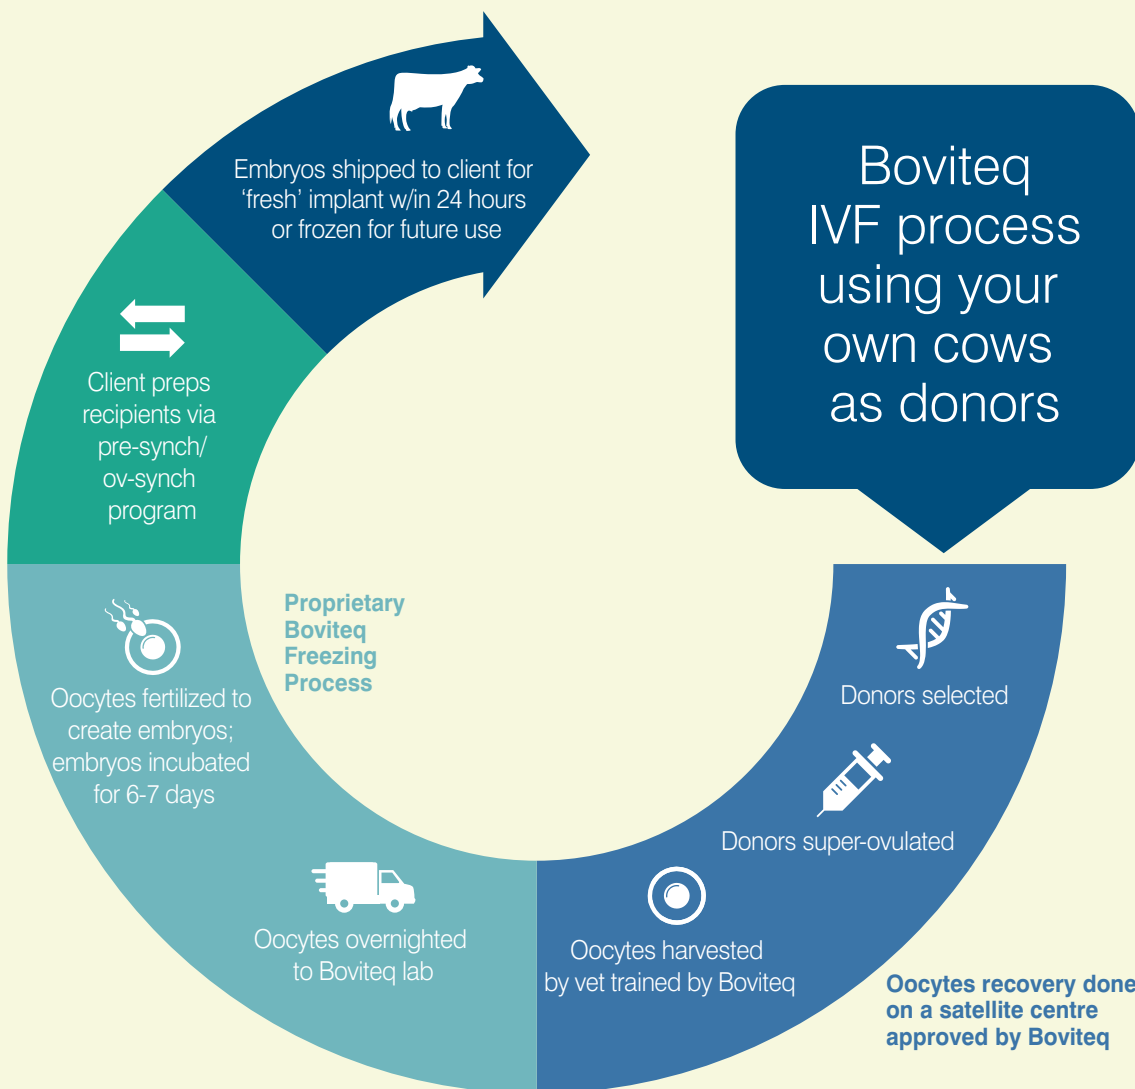 Boviteq
IVF process
using your
own cows
as donors
Donors selected
Donors super-ovulated
Oocytes harvested
by vet trained by Boviteq
Oocytes recovery done
on a satellite centre
approved by Boviteq
Oocytes overnighted
to Boviteq lab
Oocytes fertilized to
create embryos;
embryos incubated
for 6-7 days
Proprietary
Boviteq
Freezing
Process
Client preps
recipients via
pre-synch/
ov-synch
program
Embryos shipped to client for
‘fresh’ implant w/in 24 hours
or frozen for future use